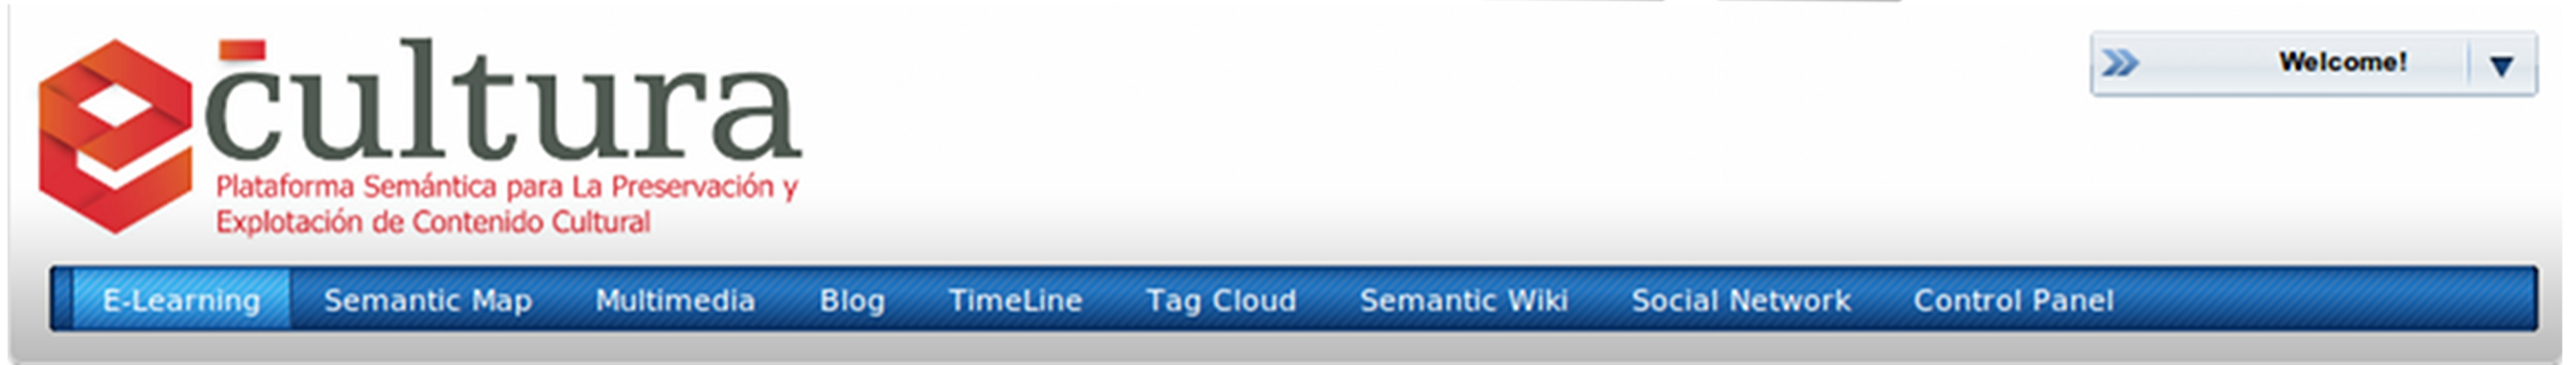 ecultura
Plataforma Semántica para La Preservación y
Explotación de Contenido Cultural
Welcome!
E-Learning Semantic Map Multimedia Blog TimeLine Tag Cloud Semantic Wiki Social Network Control Panel